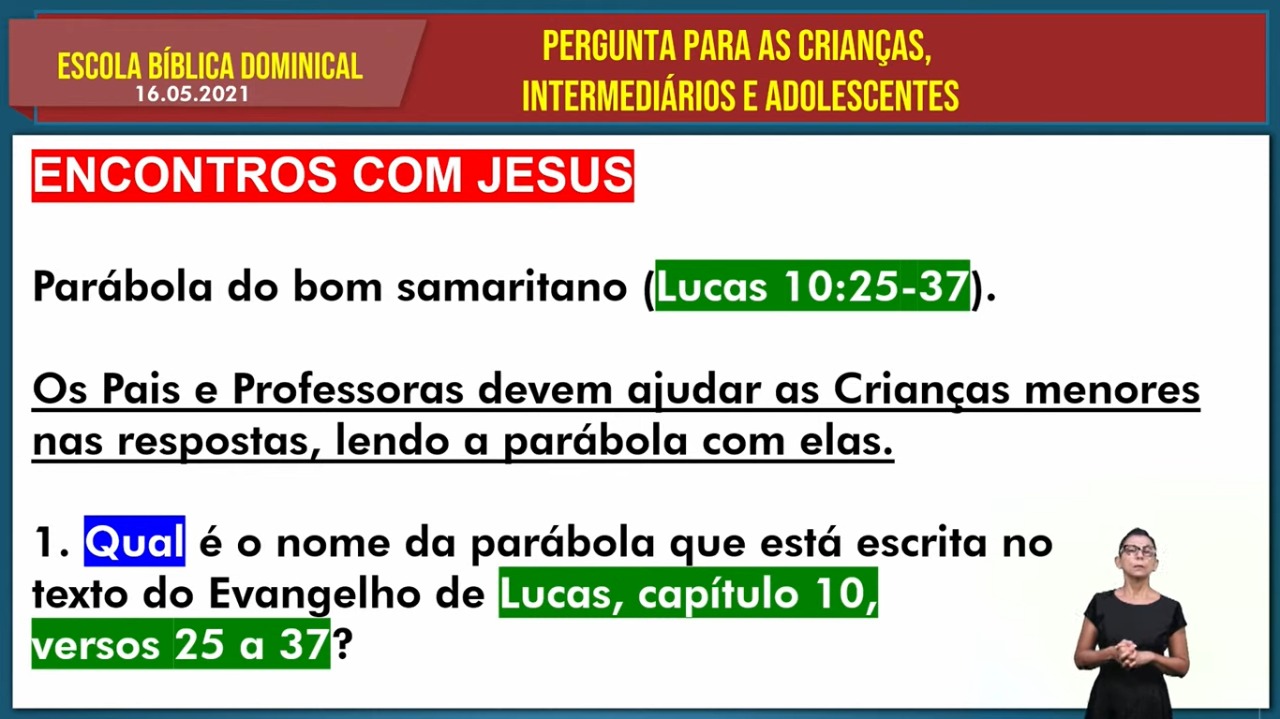 ESCOLA BÍBLICA DOMINICAL
16.05.2021
PERGUNTA PARA AS CRIANÇAS,
INTERMEDIÁRIOS E ADOLESCENTES
ENCONTROS COM JESUS
Parábola do bom samaritano (Lucas 10:25-37).
Os Pais e Professoras devem ajudar as Crianças menores
nas respostas, lendo a parábola com elas.
1. Qual é o nome da parábola que está escrita no
texto do Evangelho de Lucas, capítulo 10,
versos 25 a 37?